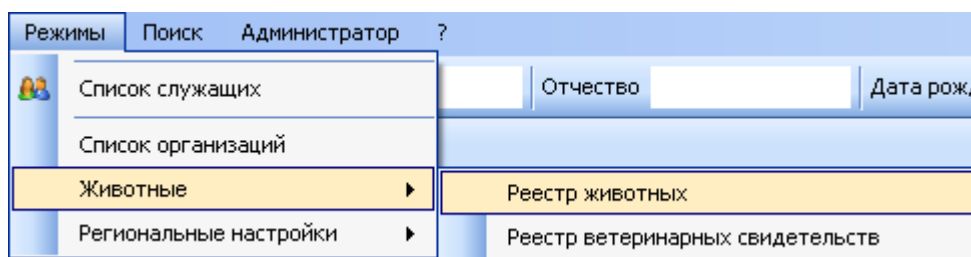 Режимы Поиск Администратор ?
Список служащих
Отчество Дата рожд
Список организаций
Животные
Реестр животных
Региональные настройки
Реестр ветеринарных свидетельств